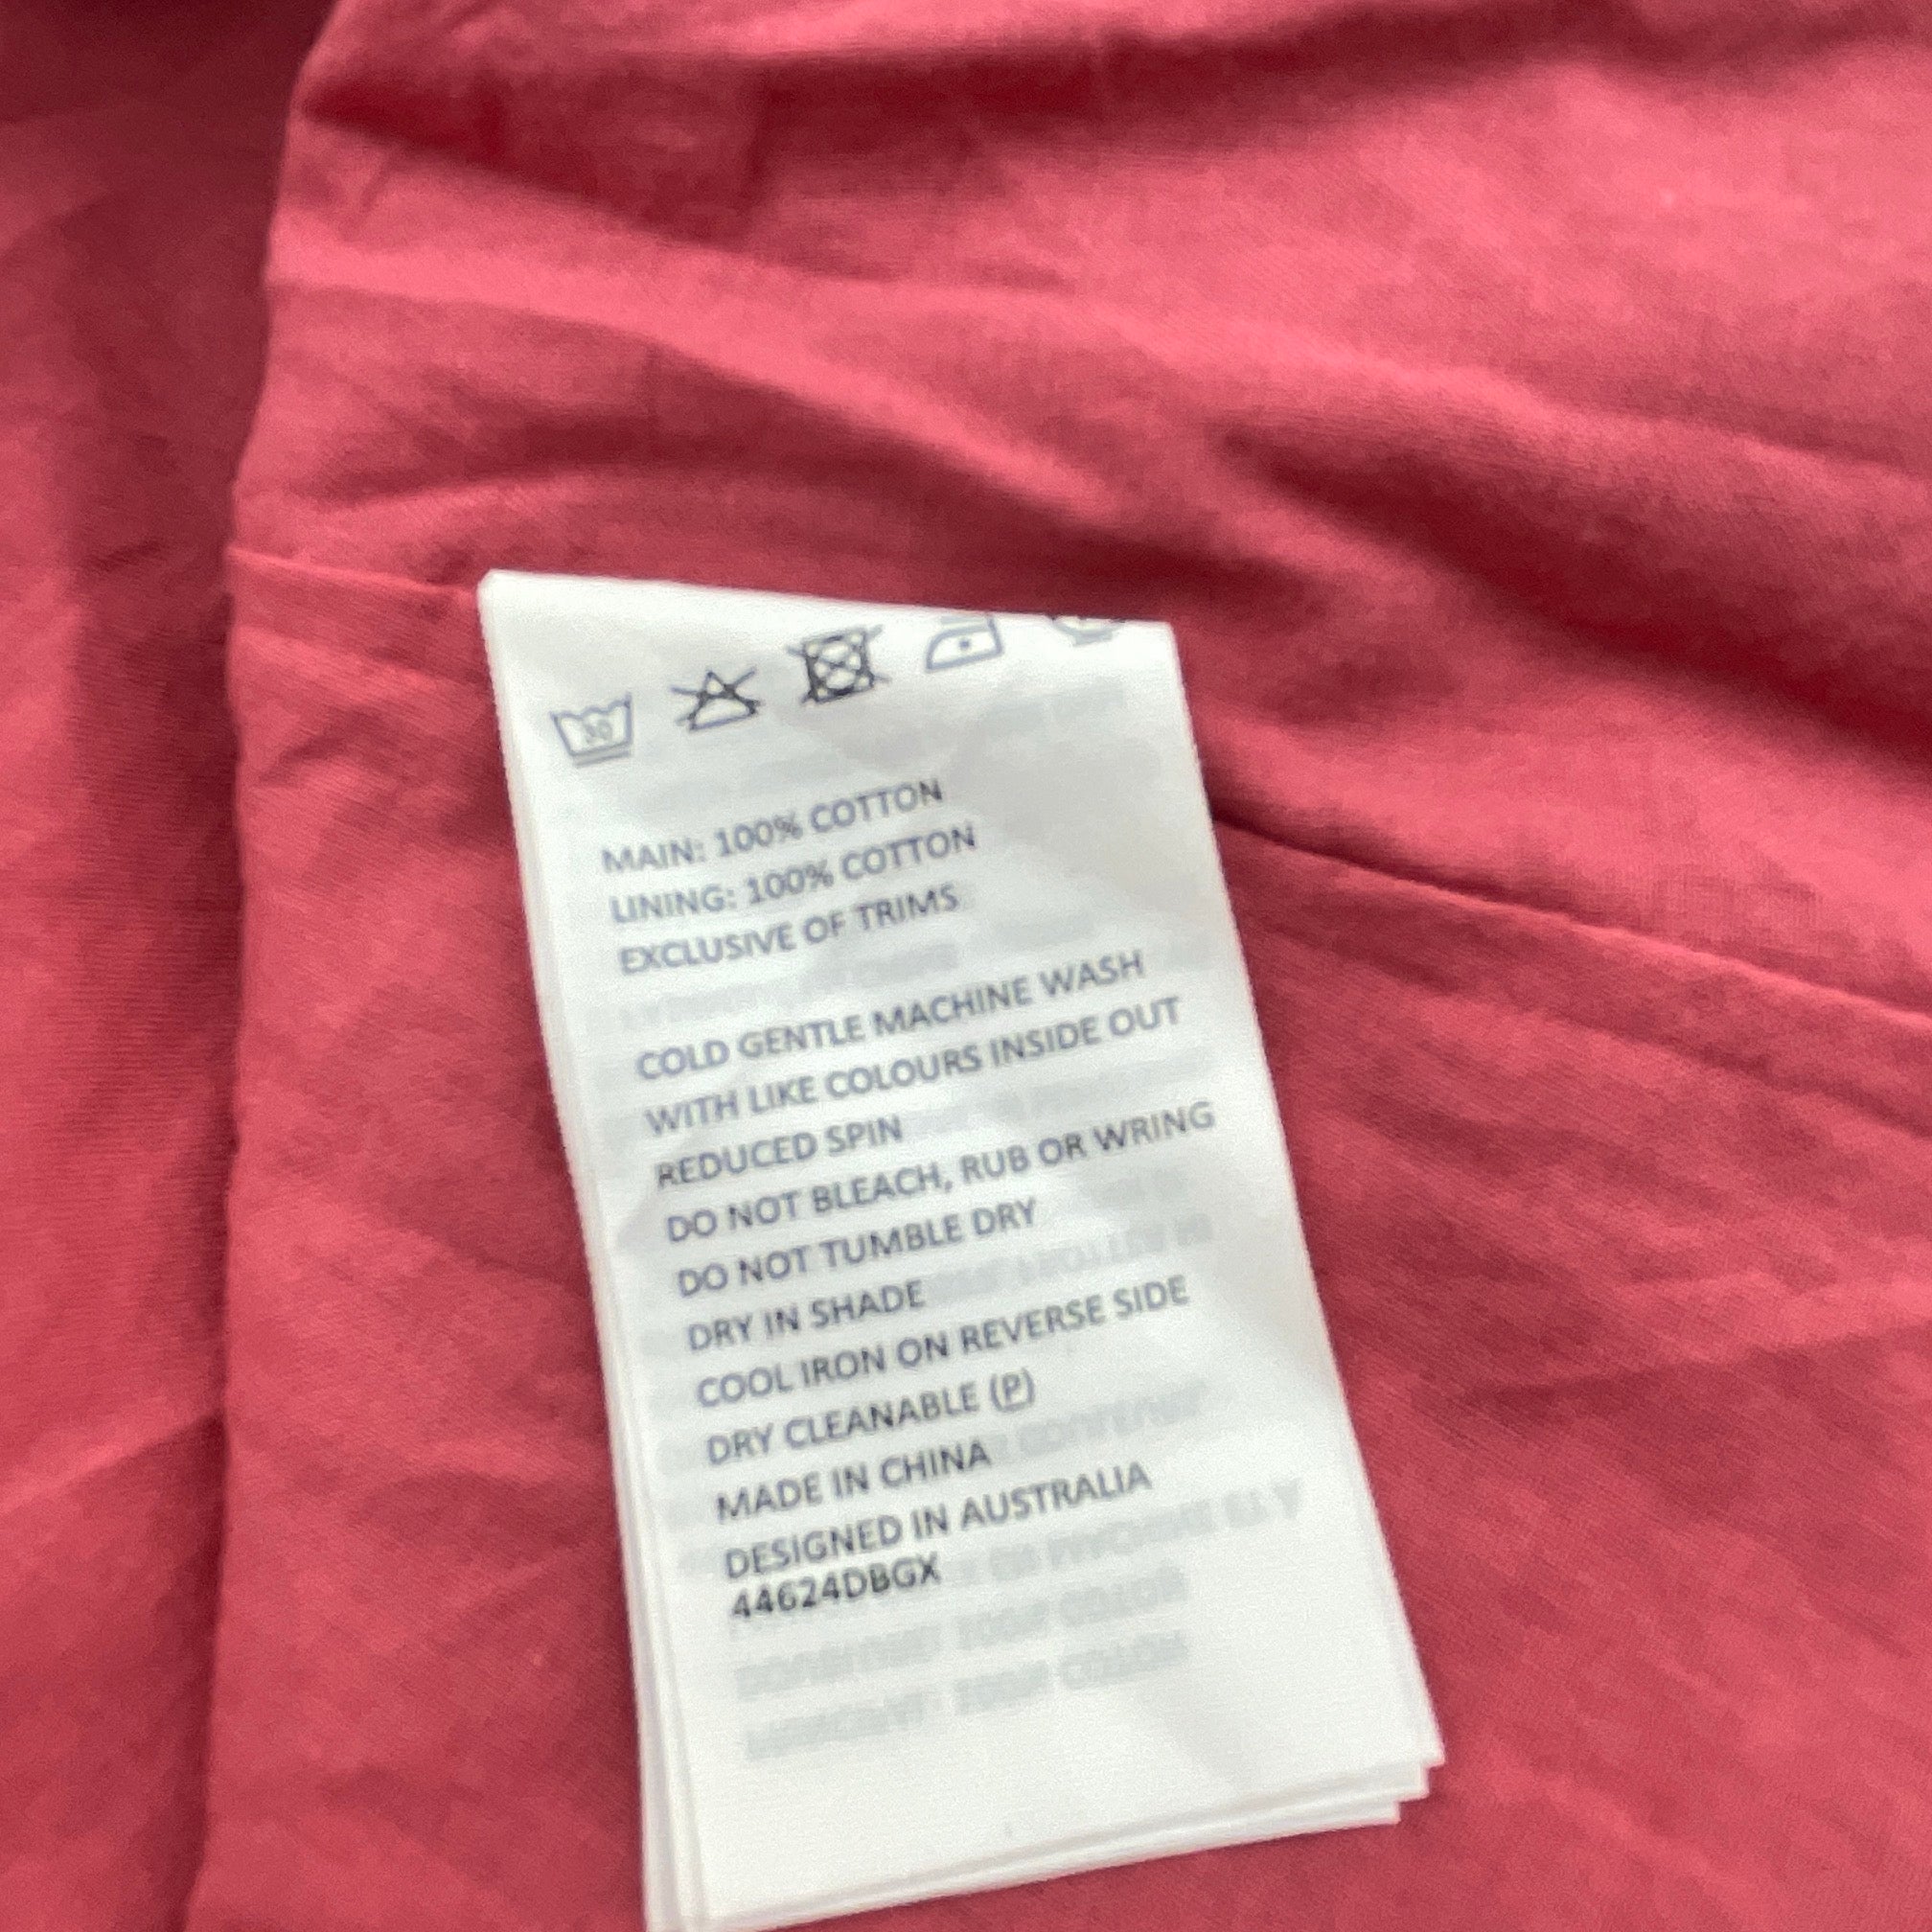 30
MAIN: 100% COTTON
LINING: 100% COTTON
EXCLUSIVE OF TRIMS
COLD GENTLE MACHINE WASH
WITH LIKE COLOURS INSIDE OUT
REDUCED SPIN
DO NOT BLEACH, RUB OR WRING
DO NOT TUMBLE DRY
DRY IN SHADE
COOL IRON ON REVERSE SIDE
DRY CLEANABLE (P)
MADE IN CHINA
DESIGNED IN AUSTRALIA
44624DBGX